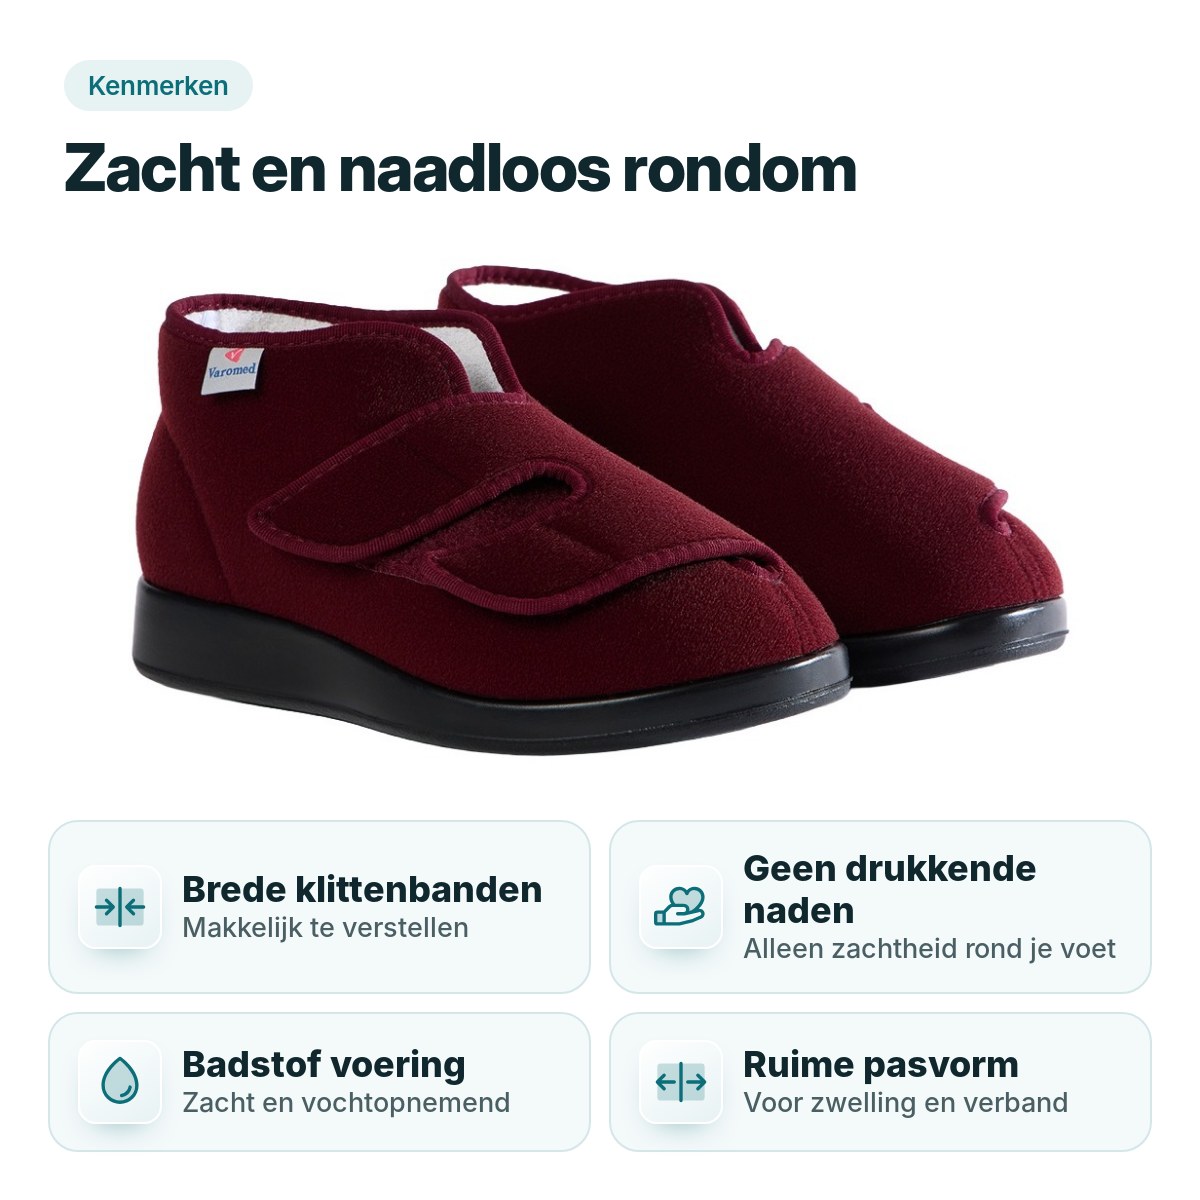 Kenmerken
Zacht en naadloos rondom
Varomed
Brede klittenbanden
Makkelijk te verstellen
Geen drukkende
naden
Alleen zachtheid rond je voet
Badstof voering
Zacht en vochtopnemend
Ruime pasvorm
Voor zwelling en verband